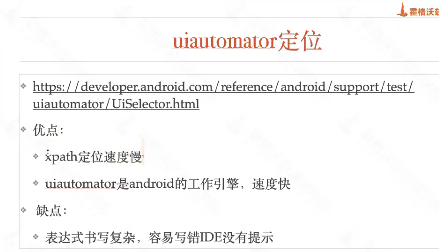 霍格沃兹
uiautomator定位
https://developer.android.com/reference/android/support/test/
uiautomator/UiSelector.html
优点：
xpath定位速度慢
uiautomator是android的工作引擎，速度快
缺点：
表达式书写复杂，容易写错IDE没有提示